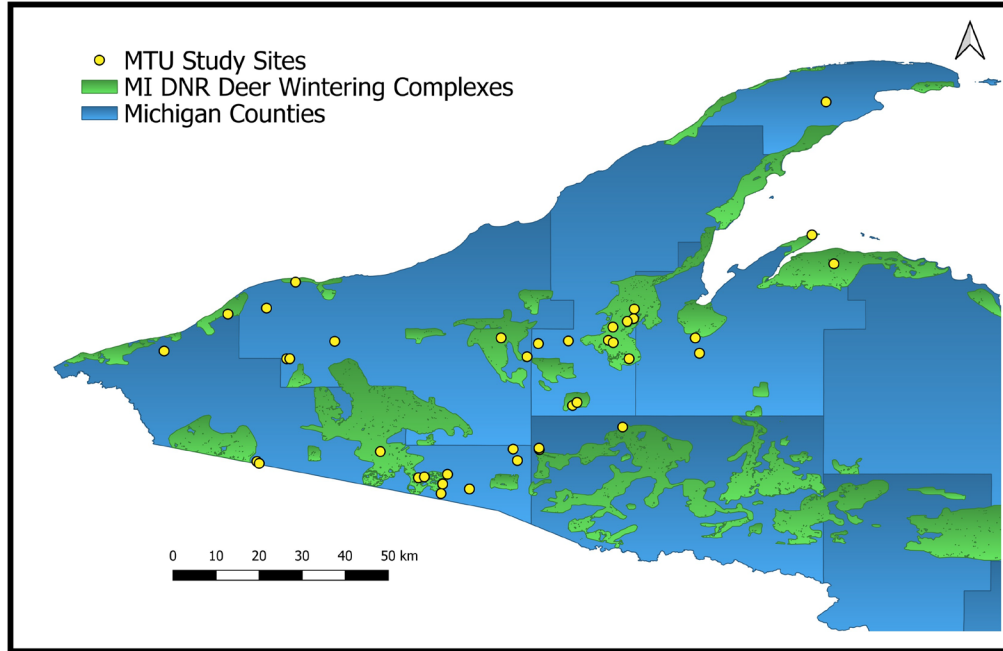 MTU Study Sites
MI DNR Deer Wintering Complexes
Michigan Counties
0 10 20 30 40 50 km